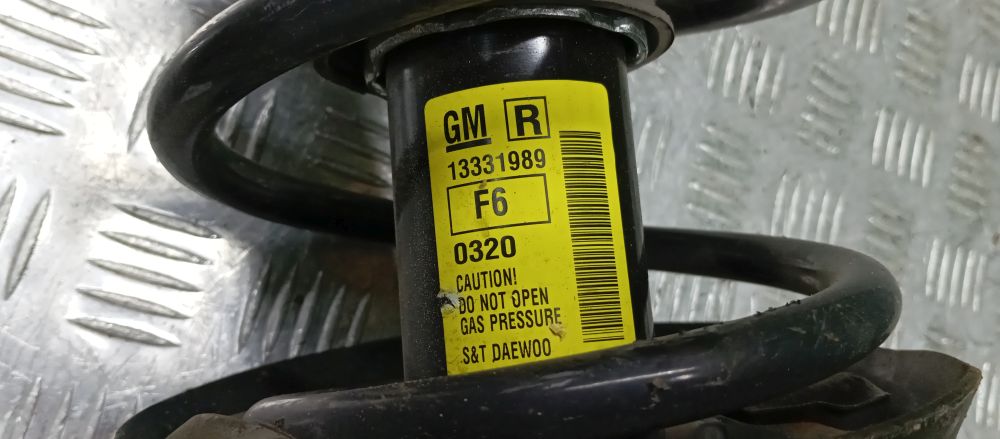 GM R
13331989
F6
0320
CAUTION!
DO NOT OPEN
GAS PRESSURE
S&T DAEWOO